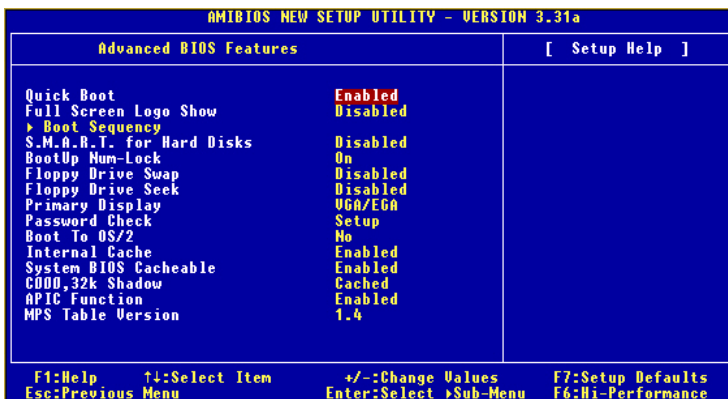 AMIBIOS NEW SETUP UTILITY - VERSION 3.31a
Advanced BIOS Features [ Setup Help ]
Quick Boot Enabled
Full Screen Logo Show Disabled
▸ Boot Sequency
S.M.A.R.T. for Hard Disks Disabled
BootUp Num-Lock On
Floppy Drive Swap Disabled
Floppy Drive Seek Disabled
Primary Display VGA/EGA
Password Check Setup
Boot To OS/2 No
Internal Cache Enabled
System BIOS Cacheable Enabled
C000,32k Shadow Cached
APIC Function Enabled
MPS Table Version 1.4
F1:Help ↑↓:Select Item +/-:Change Values F7:Setup Defaults
Esc:Previous Menu Enter:Select ▸Sub-Menu F6:Hi-Performance